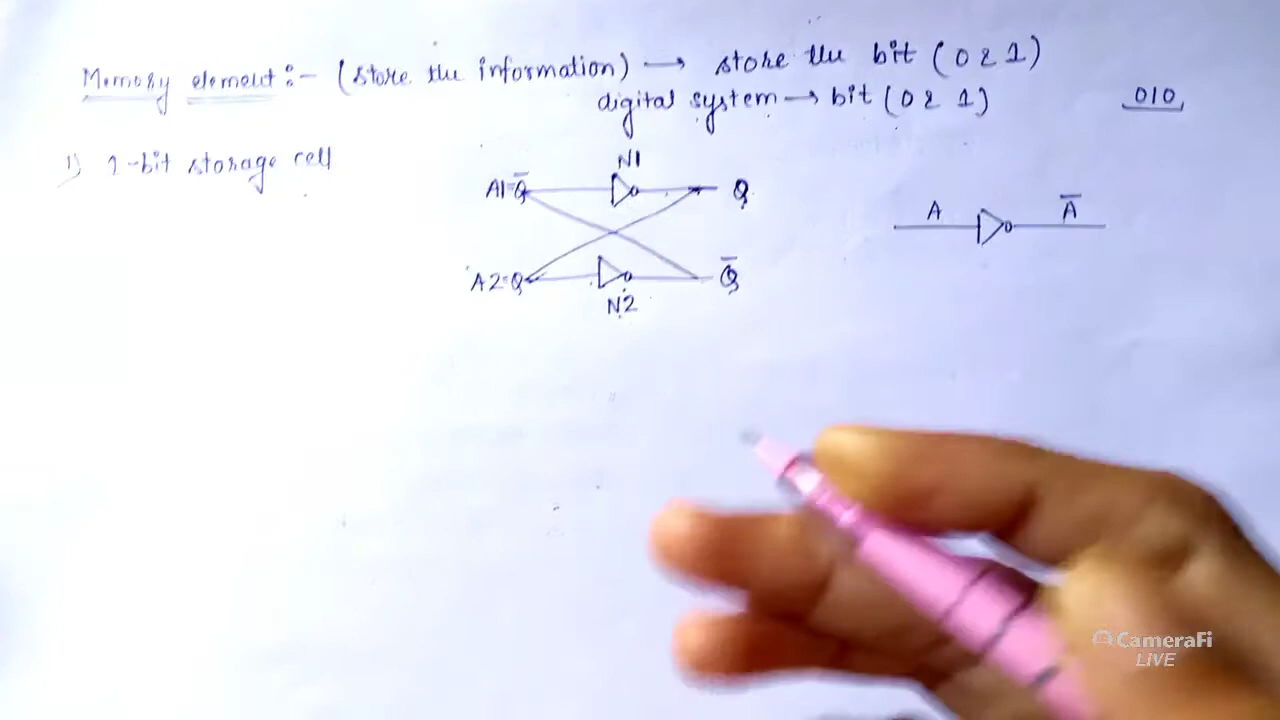 Memory element:- (store the information) → store the bit (0 & 1)
digital system → bit (0 & 1)
010
1) 1-bit storage cell
N1
A1=Q̅
Q
A
A̅
A2=Q
Q̅
N2
CameraFi
LIVE